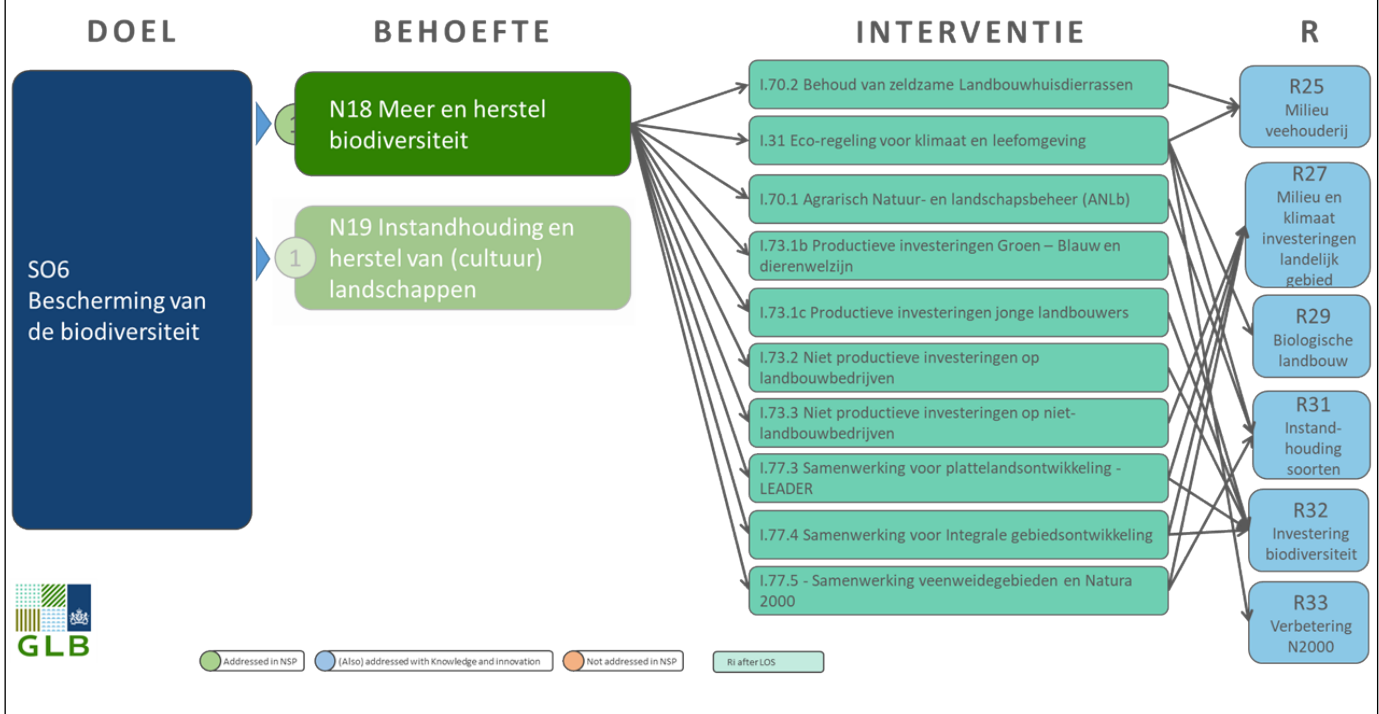 DOEL
BEHOEFTE
INTERVENTIE
R
SO6
Bescherming van
de biodiversiteit
1
N18 Meer en herstel
biodiversiteit
1
N19 Instandhouding en
herstel van (cultuur)
landschappen
I.70.2 Behoud van zeldzame Landbouwhuisdierrassen
I.31 Eco-regeling voor klimaat en leefomgeving
I.70.1 Agrarisch Natuur- en landschapsbeheer (ANLb)
I.73.1b Productieve investeringen Groen – Blauw en
dierenwelzijn
I.73.1c Productieve investeringen jonge landbouwers
I.73.2 Niet productieve investeringen op
landbouwbedrijven
I.73.3 Niet productieve investeringen op niet-
landbouwbedrijven
I.77.3 Samenwerking voor plattelandsontwikkeling -
LEADER
I.77.4 Samenwerking voor Integrale gebiedsontwikkeling
I.77.5 - Samenwerking veenweidegebieden en Natura
2000
R25
Milieu
veehouderij
R27
Milieu en
klimaat
investeringen
landelijk
gebied
R29
Biologische
landbouw
R31
Instand-
houding
soorten
R32
Investering
biodiversiteit
R33
Verbetering
N2000
GLB
Addressed in NSP
(Also) addressed with Knowledge and innovation
Not addressed in NSP
Ri after LOS